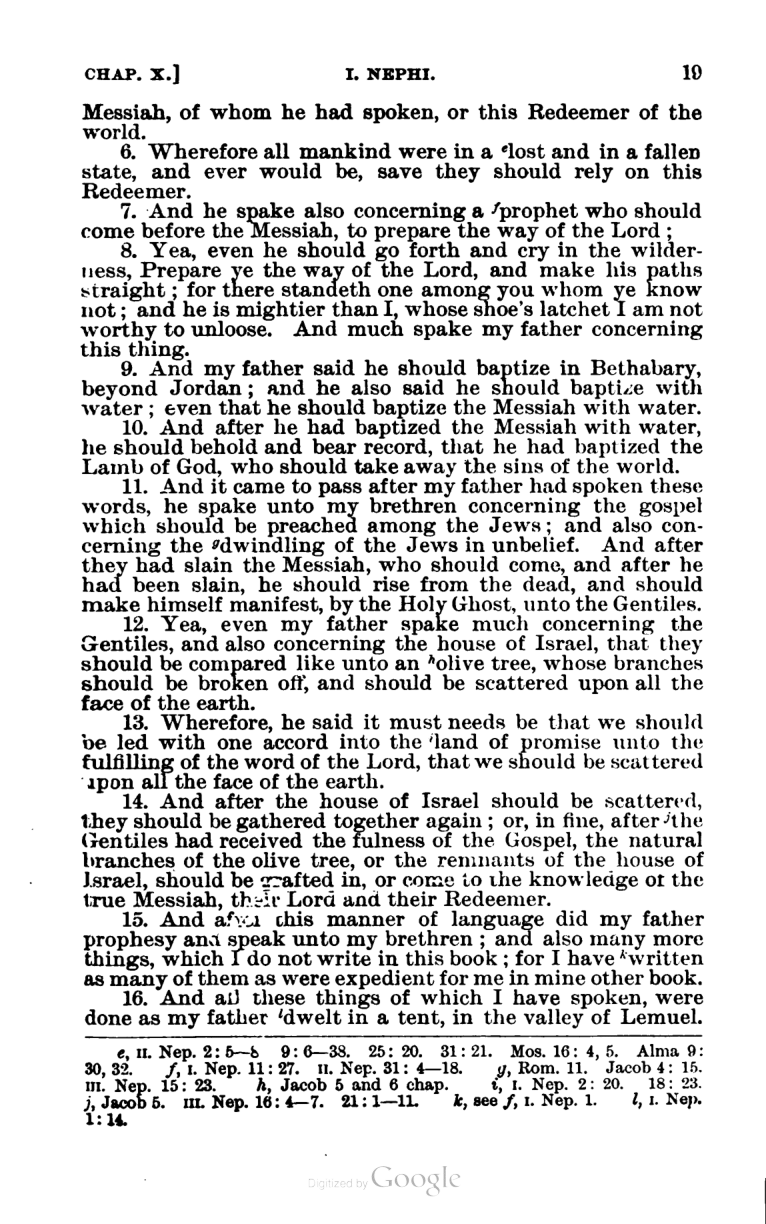 CHAP. X.] I. NEPHI. 19
Messiah, of whom he had spoken, or this Redeemer of the
world.
6. Wherefore all mankind were in a ᵉlost and in a fallen
state, and ever would be, save they should rely on this
Redeemer.
7. And he spake also concerning a ᶠprophet who should
come before the Messiah, to prepare the way of the Lord ;
8. Yea, even he should go forth and cry in the wilder-
ness, Prepare ye the way of the Lord, and make his paths
straight ; for there standeth one among you whom ye know
not ; and he is mightier than I, whose shoe's latchet I am not
worthy to unloose. And much spake my father concerning
this thing.
9. And my father said he should baptize in Bethabary,
beyond Jordan ; and he also said he should baptize with
water ; even that he should baptize the Messiah with water.
10. And after he had baptized the Messiah with water,
he should behold and bear record, that he had baptized the
Lamb of God, who should take away the sins of the world.
11. And it came to pass after my father had spoken these
words, he spake unto my brethren concerning the gospel
which should be preached among the Jews ; and also con-
cerning the ᵍdwindling of the Jews in unbelief. And after
they had slain the Messiah, who should come, and after he
had been slain, he should rise from the dead, and should
make himself manifest, by the Holy Ghost, unto the Gentiles.
12. Yea, even my father spake much concerning the
Gentiles, and also concerning the house of Israel, that they
should be compared like unto an ʰolive tree, whose branches
should be broken off, and should be scattered upon all the
face of the earth.
13. Wherefore, he said it must needs be that we should
be led with one accord into the ⁱland of promise unto the
fulfilling of the word of the Lord, that we should be scattered
upon all the face of the earth.
14. And after the house of Israel should be scattered,
they should be gathered together again ; or, in fine, after ʲthe
Gentiles had received the fulness of the Gospel, the natural
branches of the olive tree, or the remnants of the house of
Israel, should be grafted in, or come to the knowledge of the
true Messiah, their Lord and their Redeemer.
15. And after this manner of language did my father
prophesy and speak unto my brethren ; and also many more
things, which I do not write in this book ; for I have ᵏwritten
as many of them as were expedient for me in mine other book.
16. And all these things of which I have spoken, were
done as my father ˡdwelt in a tent, in the valley of Lemuel.
e, II. Nep. 2: 5—8 9: 6—38. 25: 20. 31: 21. Mos. 16: 4, 5. Alma 9:
30, 32. f, I. Nep. 11: 27. II. Nep. 31: 4—18. g, Rom. 11. Jacob 4: 15.
III. Nep. 15: 23. h, Jacob 5 and 6 chap. i, I. Nep. 2: 20. 18: 23.
j, Jacob 5. III. Nep. 16: 4—7. 21: 1—11. k, see f, I. Nep. 1. l, I. Nep.
1: 14.
Digitized by Google